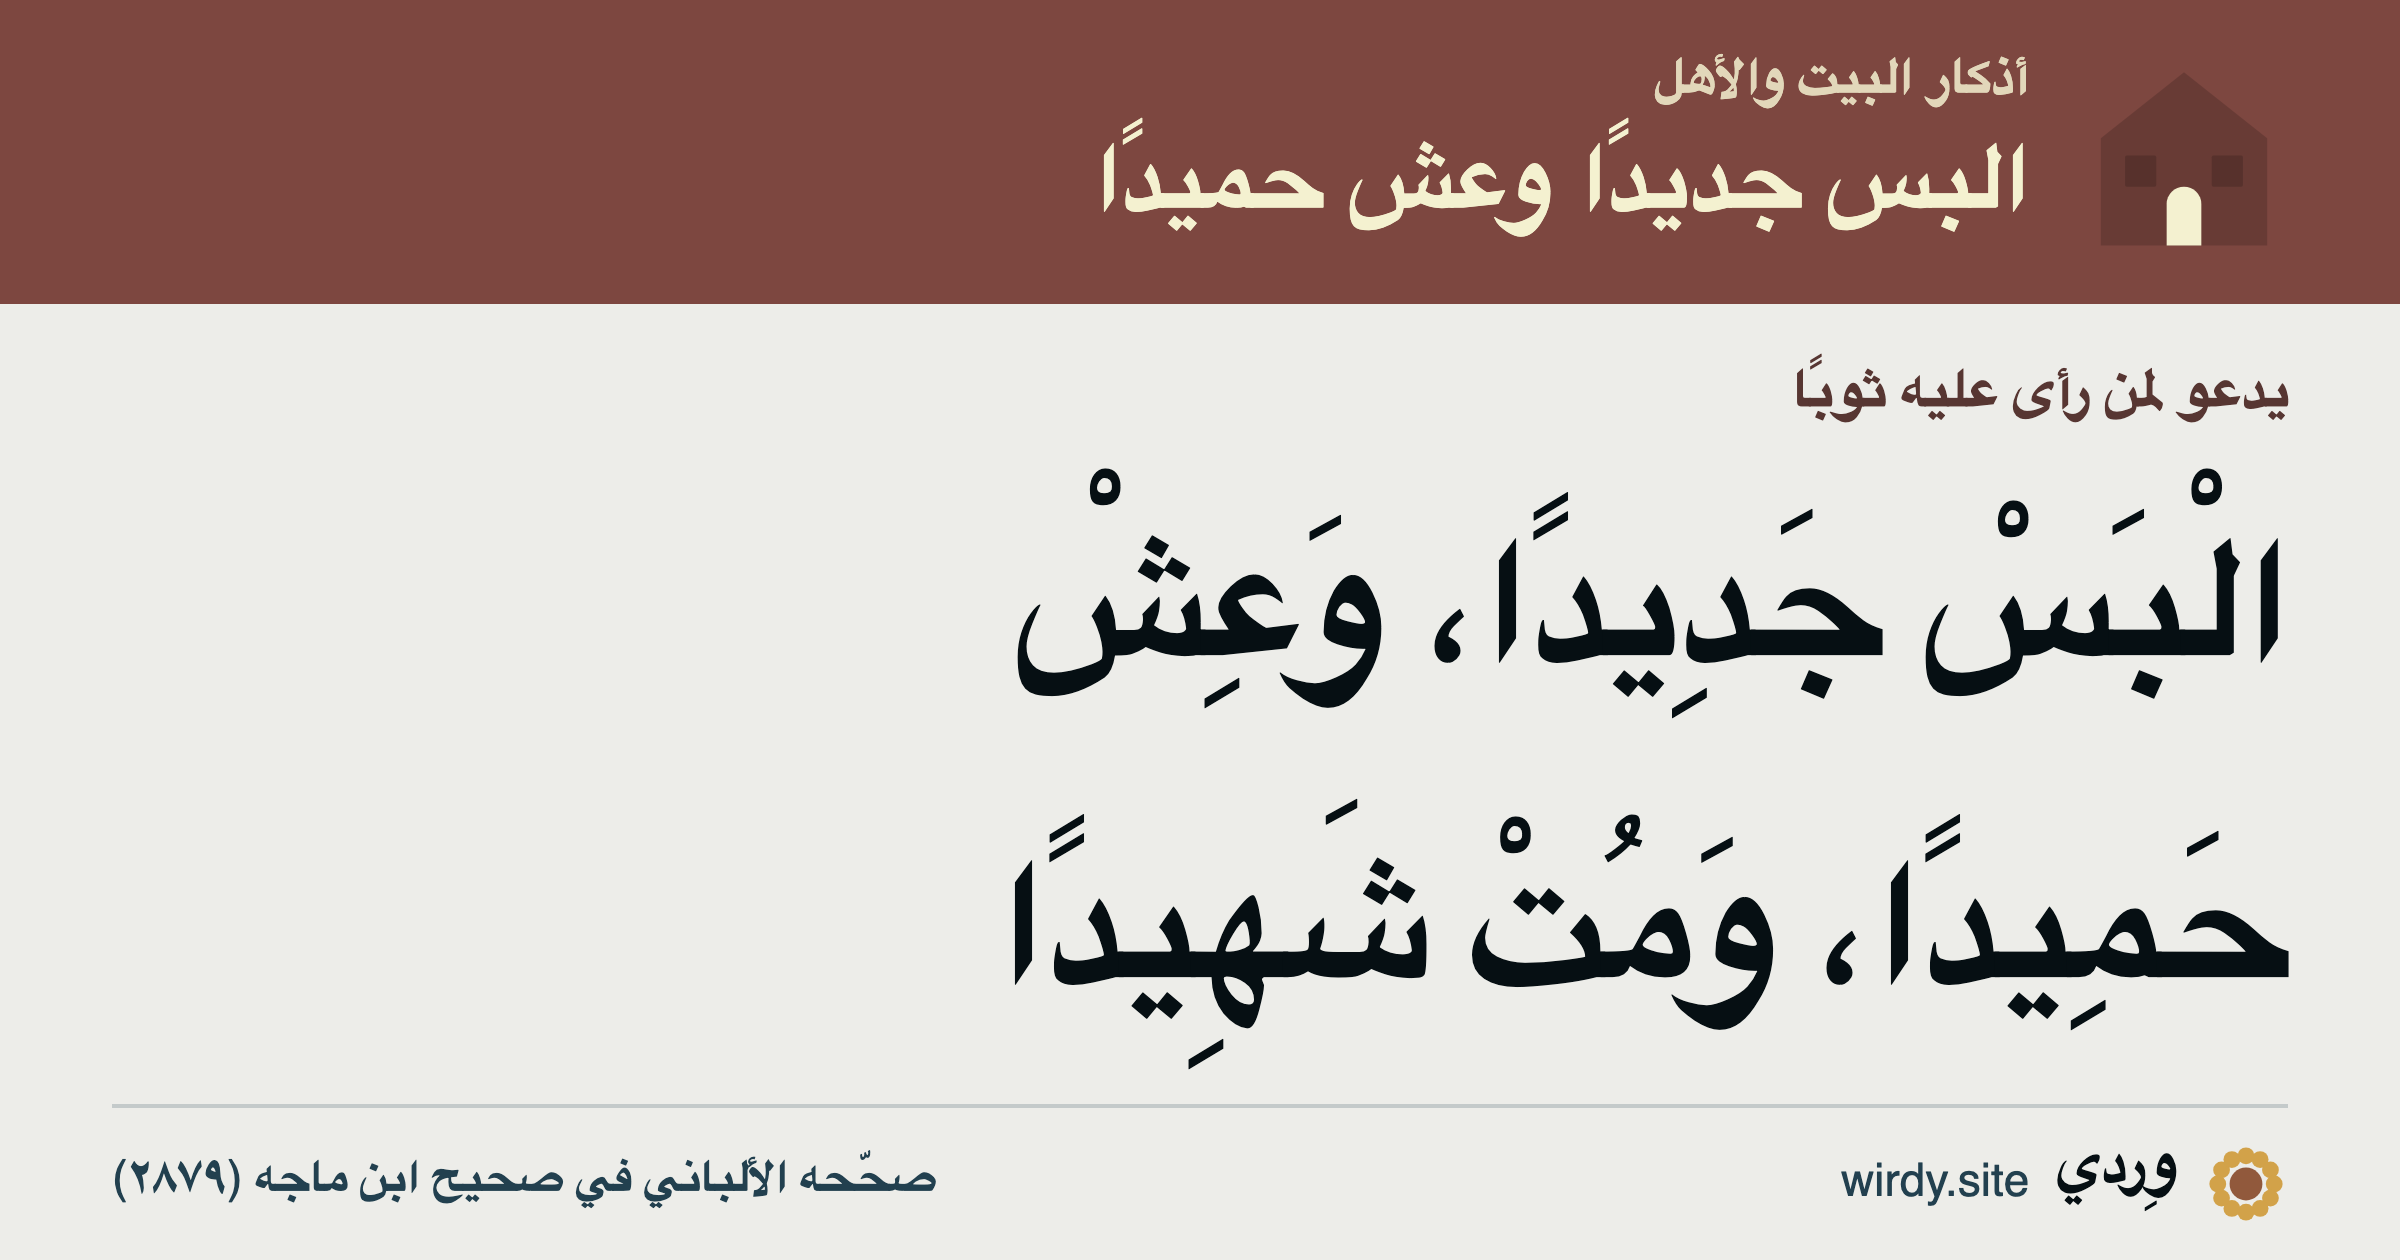 أذكار البيت والأهل
البس جديدًا وعش حميدًا
يدعو لمن رأى عليه ثوبًا
الْبَسْ جَدِيدًا، وَعِشْ
حَمِيدًا، وَمُتْ شَهِيدًا
وِردي wirdy.site
صحّحه الألباني في صحيح ابن ماجه (٢٨٧٩)